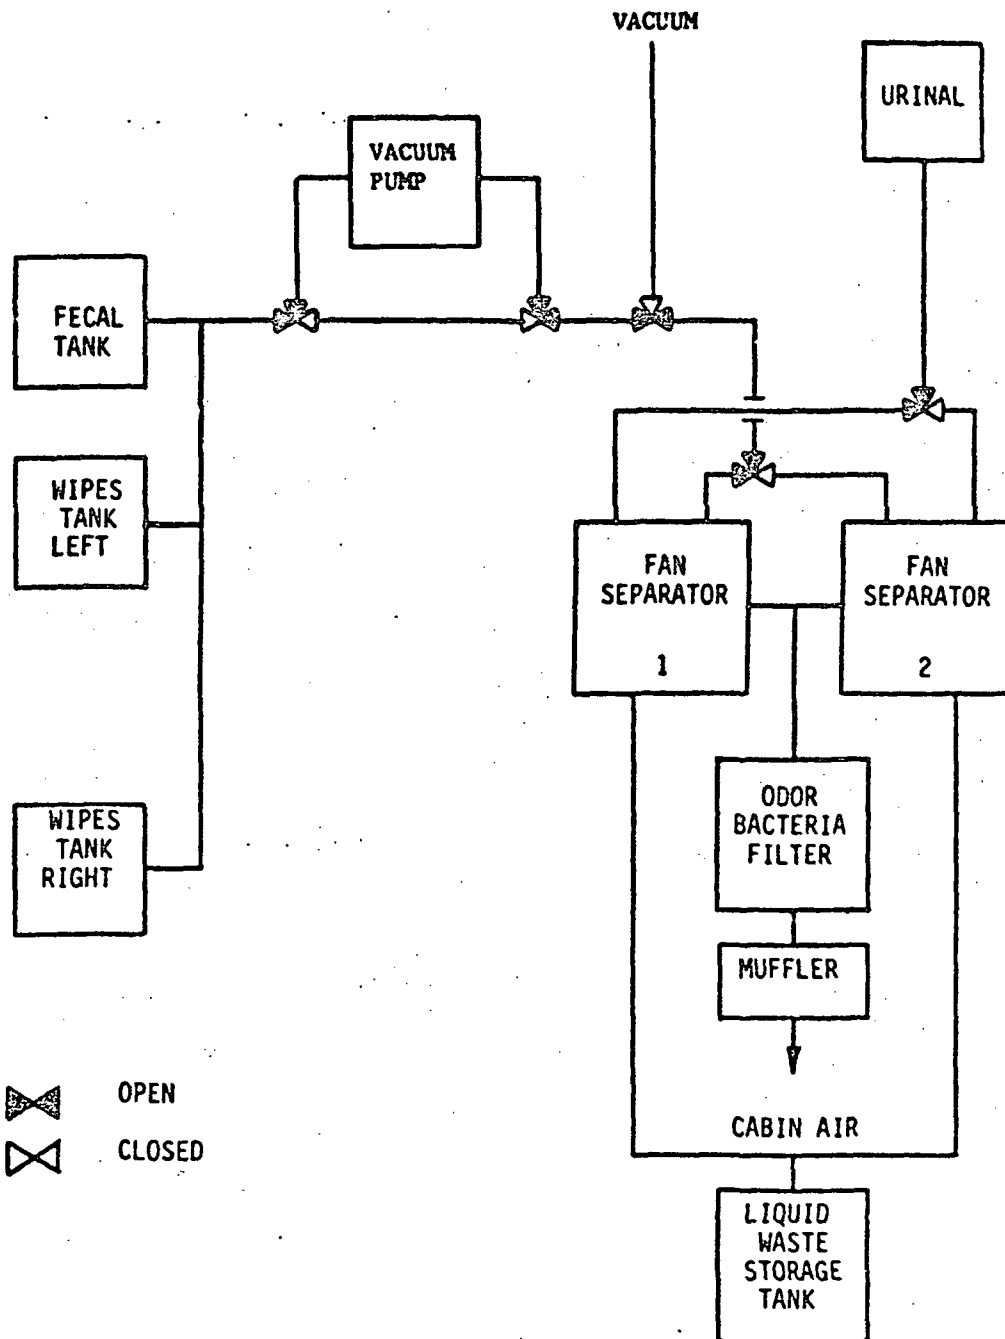 VACUUM
URINAL
VACUUM
PUMP
FECAL
TANK
WIPES
TANK
LEFT
FAN
SEPARATOR
1
FAN
SEPARATOR
2
WIPES
TANK
RIGHT
ODOR
BACTERIA
FILTER
MUFFLER
OPEN
CLOSED
CABIN AIR
LIQUID
WASTE
STORAGE
TANK